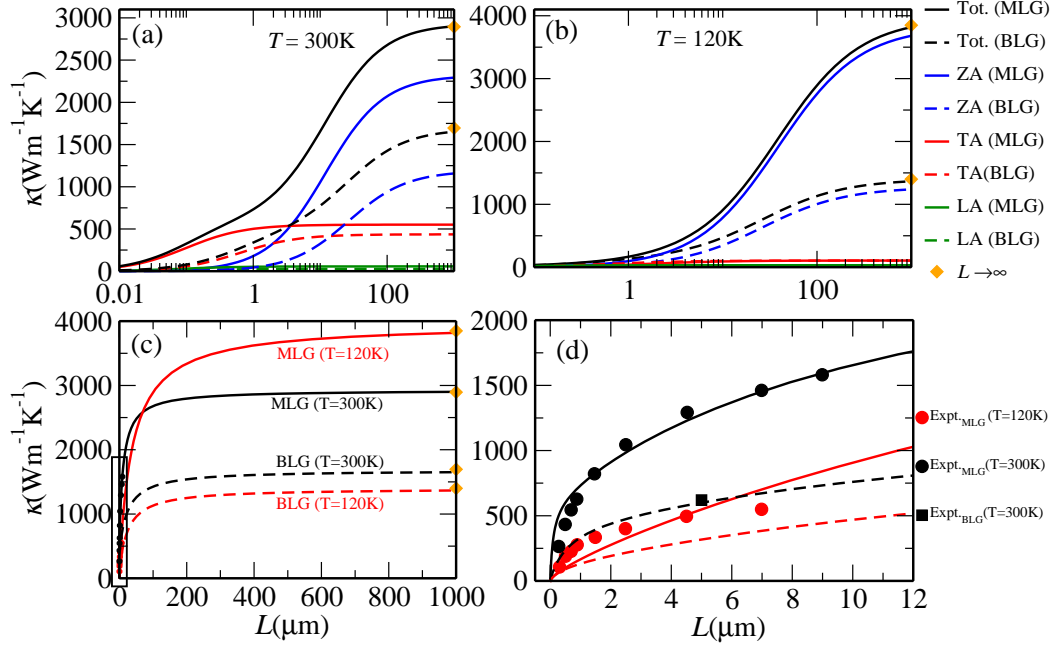 (a)
T = 300K
κ(Wm⁻¹K⁻¹)
3000
2500
2000
1500
1000
500
0
0.01
1
100
(b)
T = 120K
4000
2000
0
1
100
Tot. (MLG)
Tot. (BLG)
ZA (MLG)
ZA (BLG)
TA (MLG)
TA(BLG)
LA (MLG)
LA (BLG)
L →∞
(c)
κ(Wm⁻¹K⁻¹)
4000
3000
2000
1000
0
MLG (T=120K)
MLG (T=300K)
BLG (T=300K)
BLG (T=120K)
0 200 400 600 800 1000
L(μm)
(d)
2000
1500
1000
500
0
0 2 4 6 8 10 12
L(μm)
Expt.MLG(T=120K)
Expt.MLG(T=300K)
Expt.BLG(T=300K)